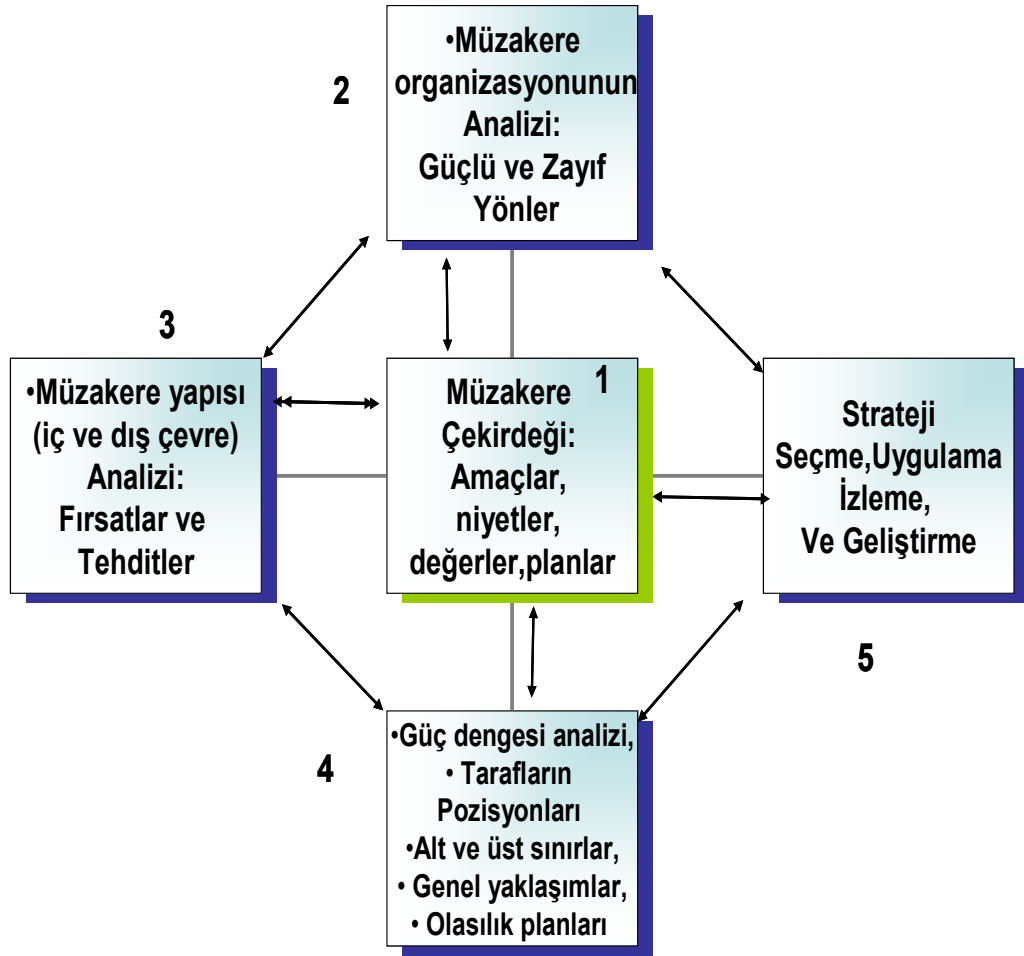 2
•Müzakere
organizasyonunun
Analizi:
Güçlü ve Zayıf
Yönler
3
•Müzakere yapısı
(iç ve dış çevre)
Analizi:
Fırsatlar ve
Tehditler
1
Müzakere
Çekirdeği:
Amaçlar,
niyetler,
değerler,planlar
Strateji
Seçme,Uygulama
İzleme,
Ve Geliştirme
5
4
•Güç dengesi analizi,
• Tarafların
Pozisyonları
•Alt ve üst sınırlar,
• Genel yaklaşımlar,
• Olasılık planları